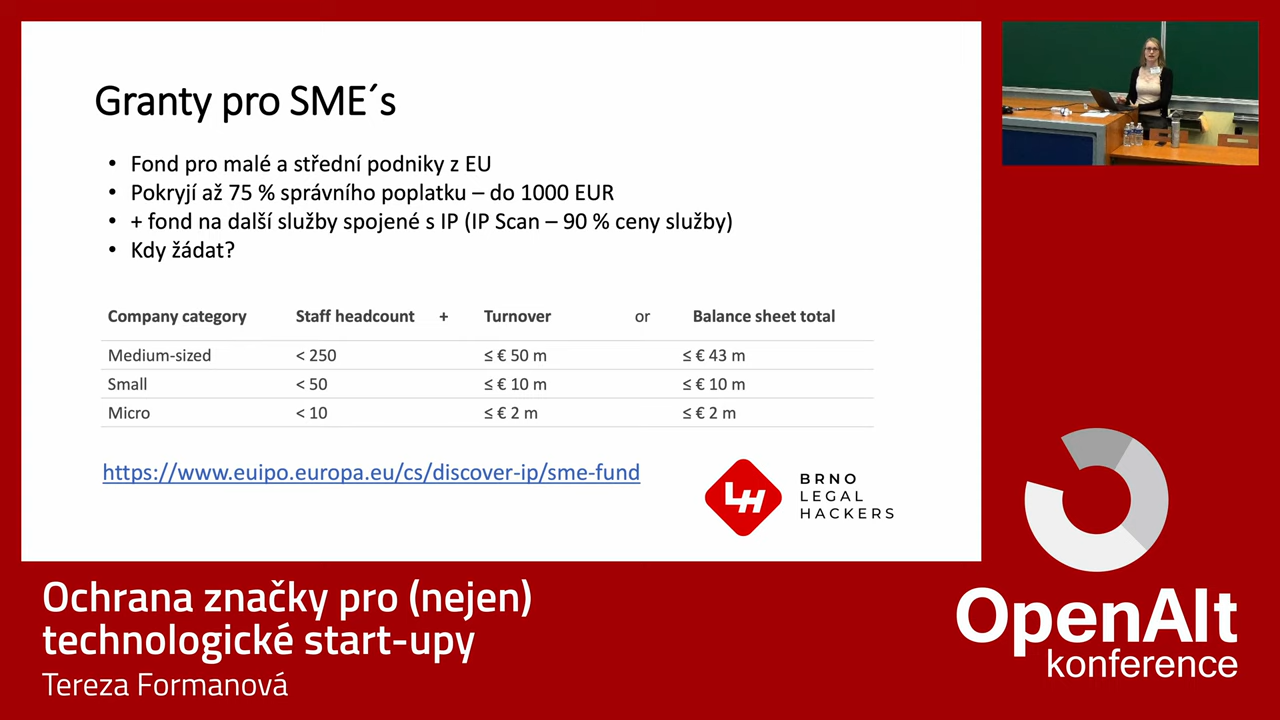 Granty pro SME´s
• Fond pro malé a střední podniky z EU
• Pokryjí až 75 % správního poplatku – do 1000 EUR
• + fond na další služby spojené s IP (IP Scan – 90 % ceny služby)
• Kdy žádat?
Company category Staff headcount + Turnover or Balance sheet total
Medium-sized < 250 ≤ € 50 m ≤ € 43 m
Small < 50 ≤ € 10 m ≤ € 10 m
Micro < 10 ≤ € 2 m ≤ € 2 m
https://www.euipo.europa.eu/cs/discover-ip/sme-fund
LH
BRNO
LEGAL
HACKERS
Ochrana značky pro (nejen)
technologické start-upy
Tereza Formanová
OpenAlt
konference